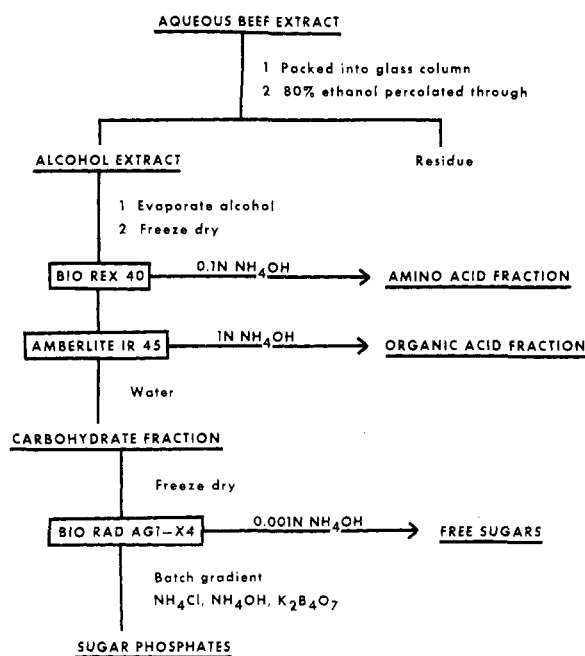 AQUEOUS BEEF EXTRACT
1 Packed into glass column
2 80% ethanol percolated through
ALCOHOL EXTRACT
Residue
1 Evaporate alcohol
2 Freeze dry
BIO REX 40
0.1N NH₄OH
AMINO ACID FRACTION
AMBERLITE IR 45
1N NH₄OH
ORGANIC ACID FRACTION
Water
CARBOHYDRATE FRACTION
Freeze dry
BIO RAD AG1-X4
0.001N NH₄OH
FREE SUGARS
Batch gradient
NH₄Cl, NH₄OH, K₂B₄O₇
SUGAR PHOSPHATES